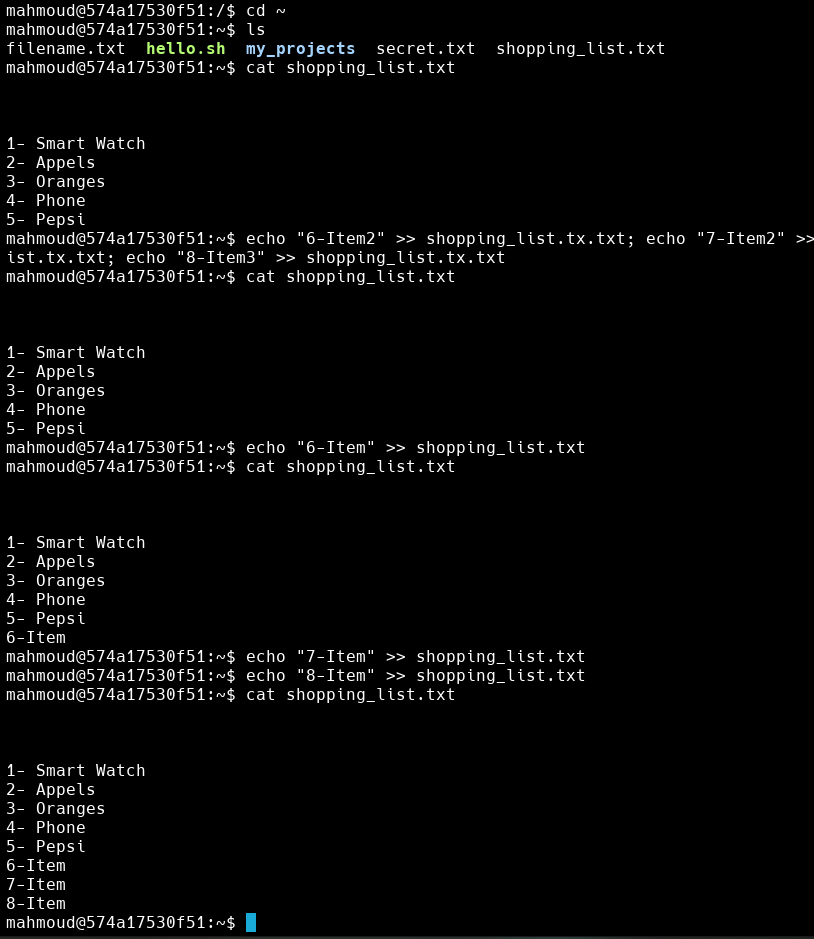 mahmoud@574a17530f51:/$ cd ~
mahmoud@574a17530f51:~$ ls
filename.txt  hello.sh  my_projects  secret.txt  shopping_list.txt
mahmoud@574a17530f51:~$ cat shopping_list.txt
1- Smart Watch
2- Appels
3- Oranges
4- Phone
5- Pepsi
mahmoud@574a17530f51:~$ echo "6-Item2" >> shopping_list.tx.txt; echo "7-Item2" >>
ist.tx.txt; echo "8-Item3" >> shopping_list.tx.txt
mahmoud@574a17530f51:~$ cat shopping_list.txt
1- Smart Watch
2- Appels
3- Oranges
4- Phone
5- Pepsi
mahmoud@574a17530f51:~$ echo "6-Item" >> shopping_list.txt
mahmoud@574a17530f51:~$ cat shopping_list.txt
1- Smart Watch
2- Appels
3- Oranges
4- Phone
5- Pepsi
6-Item
mahmoud@574a17530f51:~$ echo "7-Item" >> shopping_list.txt
mahmoud@574a17530f51:~$ echo "8-Item" >> shopping_list.txt
mahmoud@574a17530f51:~$ cat shopping_list.txt
1- Smart Watch
2- Appels
3- Oranges
4- Phone
5- Pepsi
6-Item
7-Item
8-Item
mahmoud@574a17530f51:~$